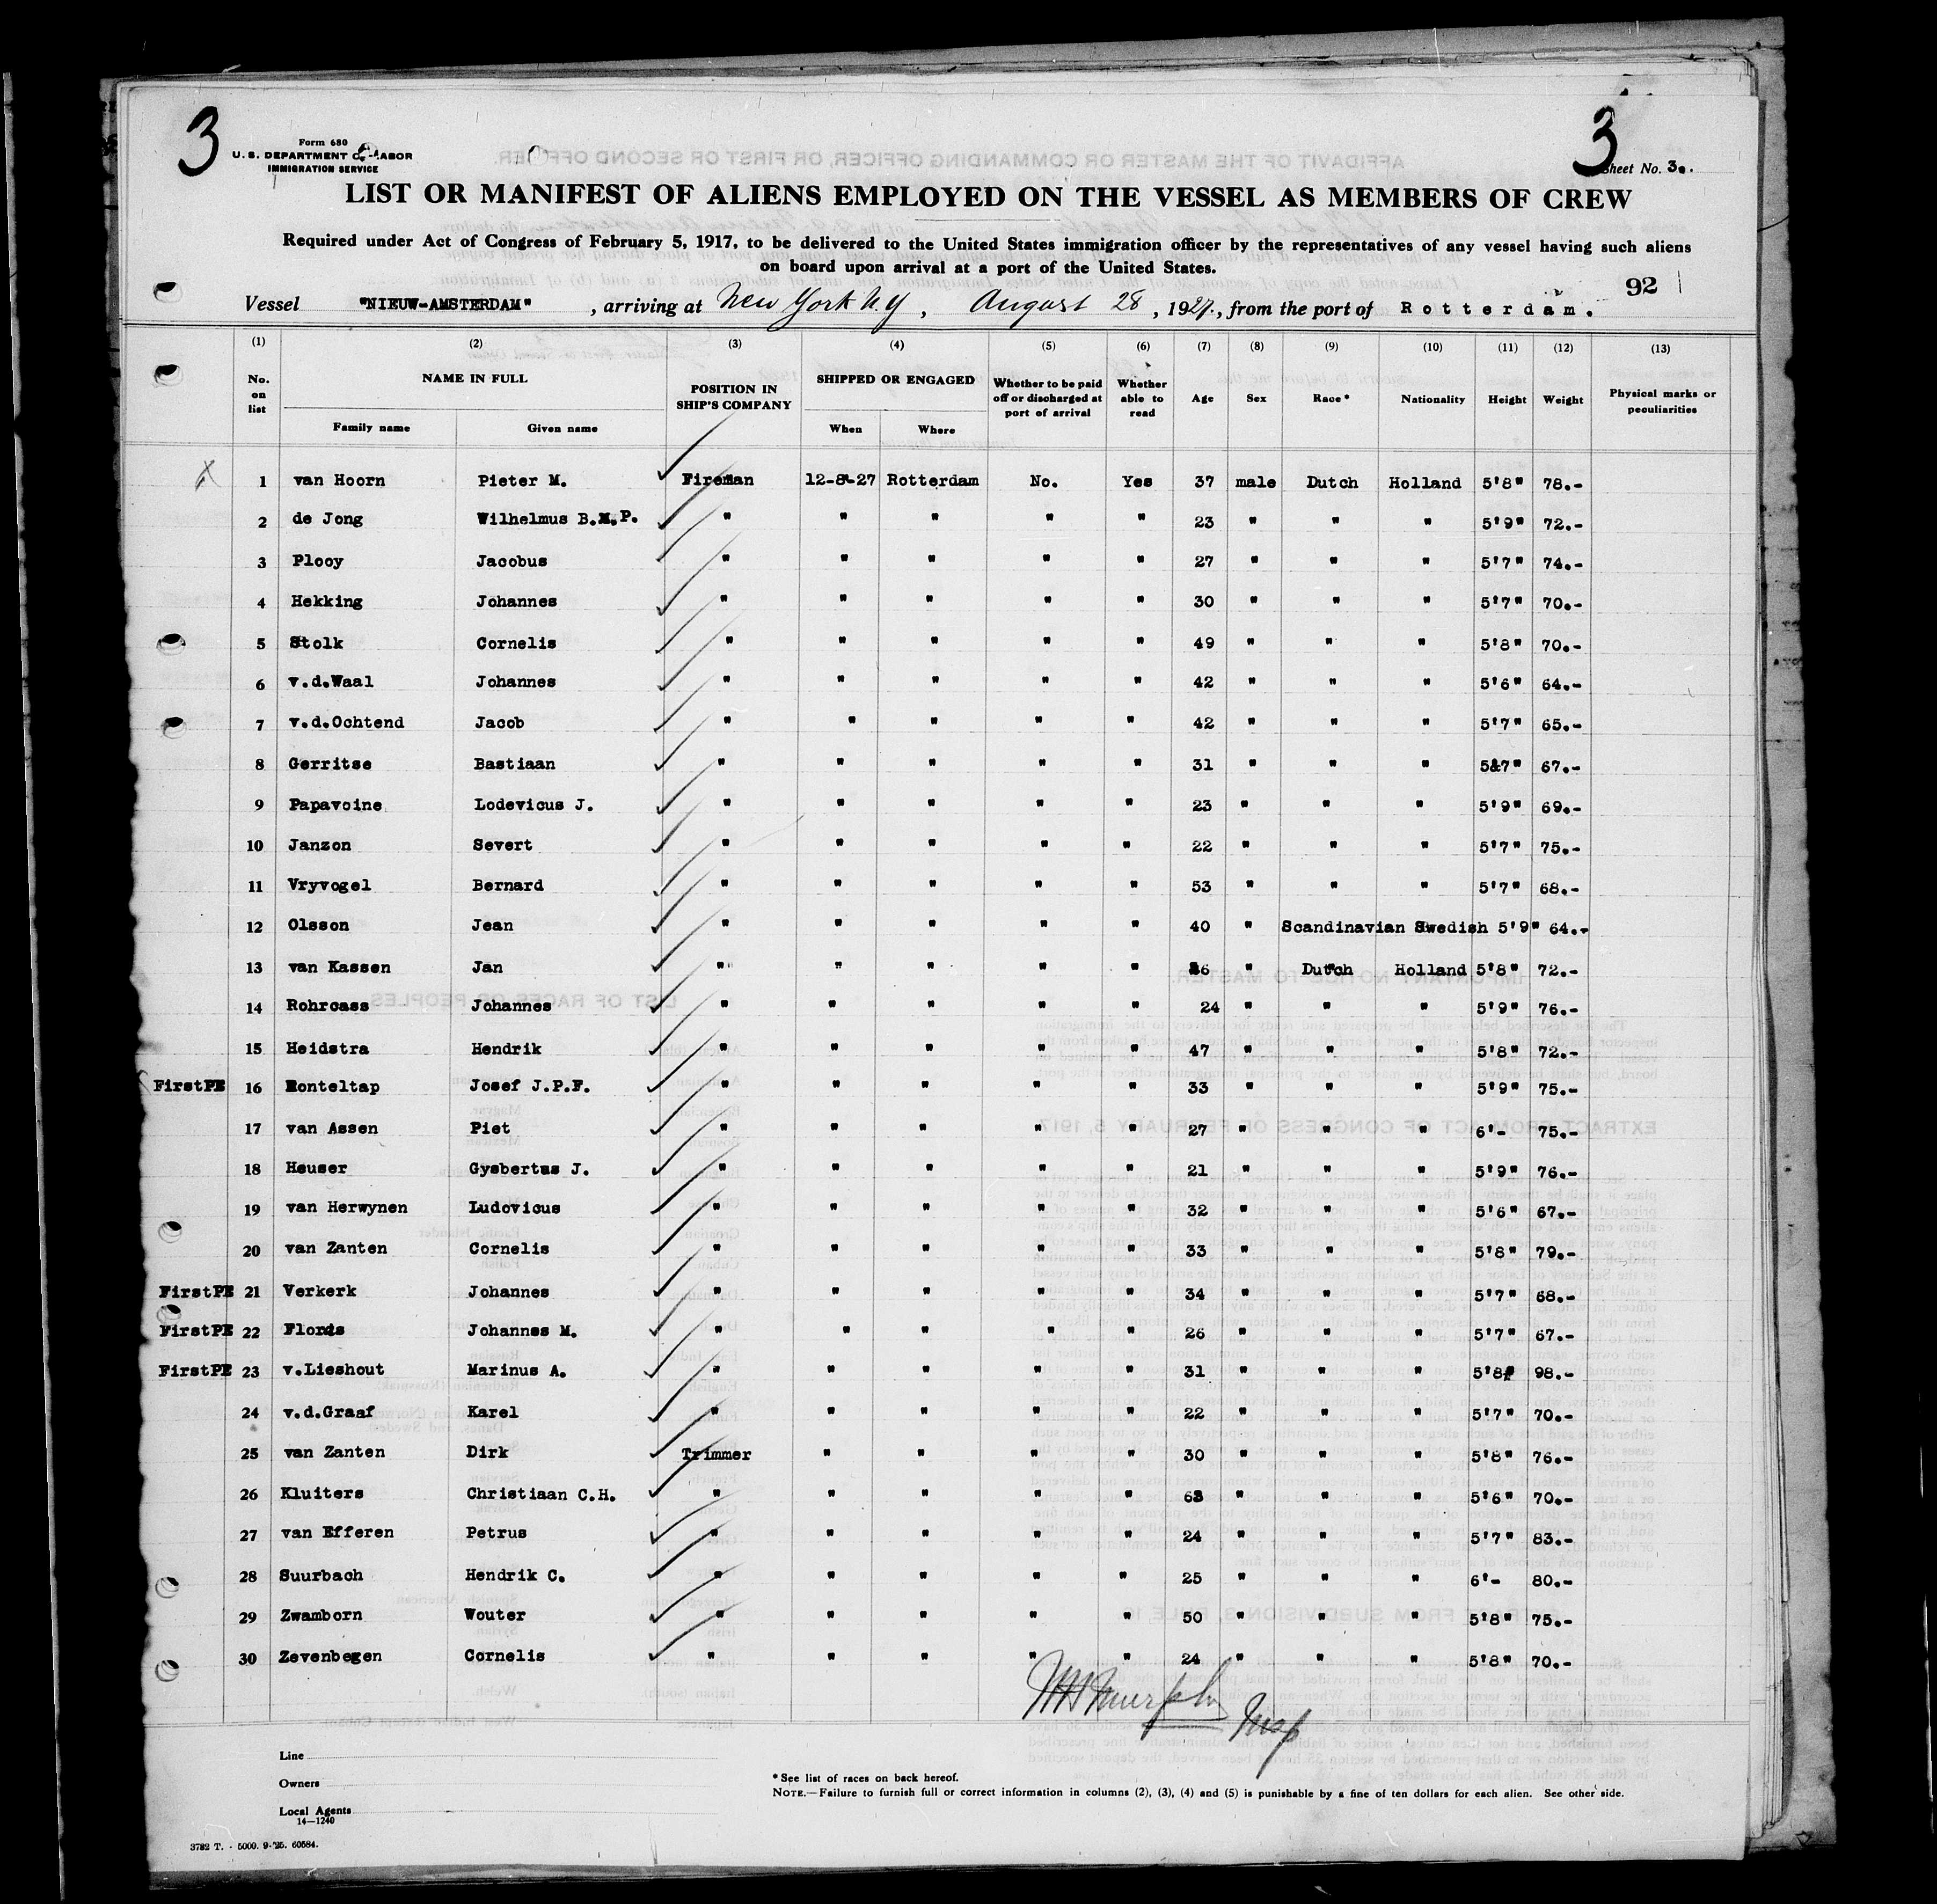 3
3
Form 680
U. S. DEPARTMENT OF LABOR
IMMIGRATION SERVICE
Sheet No. 3.
LIST OR MANIFEST OF ALIENS EMPLOYED ON THE VESSEL AS MEMBERS OF CREW
Required under Act of Congress of February 5, 1917, to be delivered to the United States immigration officer by the representatives of any vessel having such aliens
on board upon arrival at a port of the United States.
92
Vessel "NIEUW-AMSTERDAM", arriving at New York N.Y, August 28, 1927., from the port of Rotterdam.
(1) (2) (3) (4) (5) (6) (7) (8) (9) (10) (11) (12) (13)
No. on list NAME IN FULL Family name Given name POSITION IN SHIP'S COMPANY SHIPPED OR ENGAGED When Where Whether to be paid off or discharged at port of arrival Whether able to read Age Sex Race* Nationality Height Weight Physical marks or peculiarities
1 van Hoorn Pieter M. Fireman 12-8-27 Rotterdam No. Yes 37 male Dutch Holland 5'8" 78.-
2 de Jong Wilhelmus B.M.P. " " " " " 23 " " " 5'9" 72.-
3 Plooy Jacobus " " " " " 27 " " " 5'7" 74.-
4 Hekking Johannes " " " " " 30 " " " 5'7" 70.-
5 Stolk Cornelis " " " " " 49 " " " 5'8" 70.-
6 v.d.Waal Johannes " " " " " 42 " " " 5'6" 64.-
7 v.d.Ochtend Jacob " " " " " 42 " " " 5'7" 65.-
8 Gerritse Bastiaan " " " " " 31 " " " 5&7" 67.-
9 Papavoine Lodevicus J. " " " " " 23 " " " 5'9" 69.-
10 Janzon Severt " " " " " 22 " " " 5'7" 75.-
11 Vryvogel Bernard " " " " " 53 " " " 5'7" 68.-
12 Olsson Jean " " " " " 40 " Scandinavian Swedish 5'9" 64.-
13 van Kassen Jan " " " " " " Dutch Holland 5'8" 72.-
14 Rohrcass Johannes " " " " " 24 " " " 5'9" 76.-
15 Heidstra Hendrik " " " " " 47 " " " 5'8" 72.-
FirstPE 16 Bonteltap Josef J.P.F. " " " " " 33 " " " 5'9" 75.-
17 van Assen Piet " " " " " 27 " " " 6'- 75.-
18 Heuser Gysbertus J. " " " " " 21 " " " 5'9" 76.-
19 van Herwynen Ludovicus " " " " " 32 " " " 5'6" 67.-
20 van Zanten Cornelis " " " " " 33 " " " 5'8" 79.-
FirstPE 21 Verkerk Johannes " " " " " 34 " " " 5'7" 68.-
FirstPE 22 Floris Johannes M. " " " " " 26 " " " 5'7" 67.-
FirstPE 23 v.Lieshout Marinus A. " " " " " 31 " " " 5'8" 98.-
24 v.d.Graaf Karel " " " " " 22 " " " 5'7" 70.-
25 van Zanten Dirk Trimmer " " " " 30 " " " 5'8" 76.-
26 Kluiters Christiaan C.H. " " " " " " " " 5'6" 70.-
27 van Efferen Petrus " " " " " 24 " " " 5'7" 83.-
28 Suurbach Hendrik C. " " " " " 25 " " " 6'- 80.-
29 Zwamborn Wouter " " " " " 50 " " " 5'8" 75.-
30 Zevenbegen Cornelis " " " " " 24 " " " 5'8" 70.-
Murphy Insp
Line
Owners
Local Agents
14—1240
* See list of races on back hereof.
NOTE.—Failure to furnish full or correct information in columns (2), (3), (4) and (5) is punishable by a fine of ten dollars for each alien. See other side.
3782 T. - 5000. 9-'25. 60584.